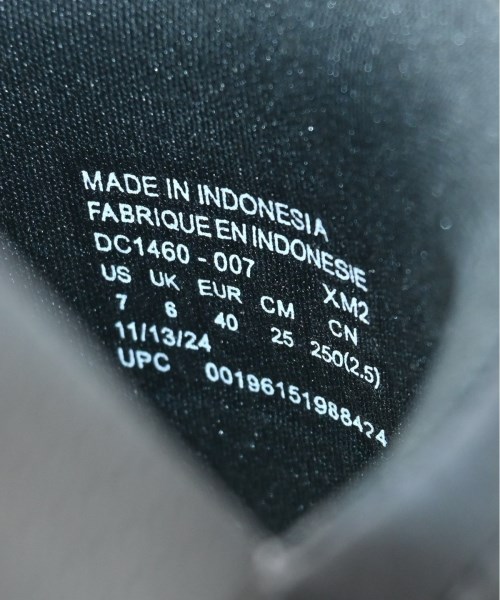 MADE IN INDONESIA
FABRIQUE EN INDONESIE
DC1460 - 007 XM2
US UK EUR CM CN
7 6 40 25 250(2.5)
11/13/24
UPC 00196151988424